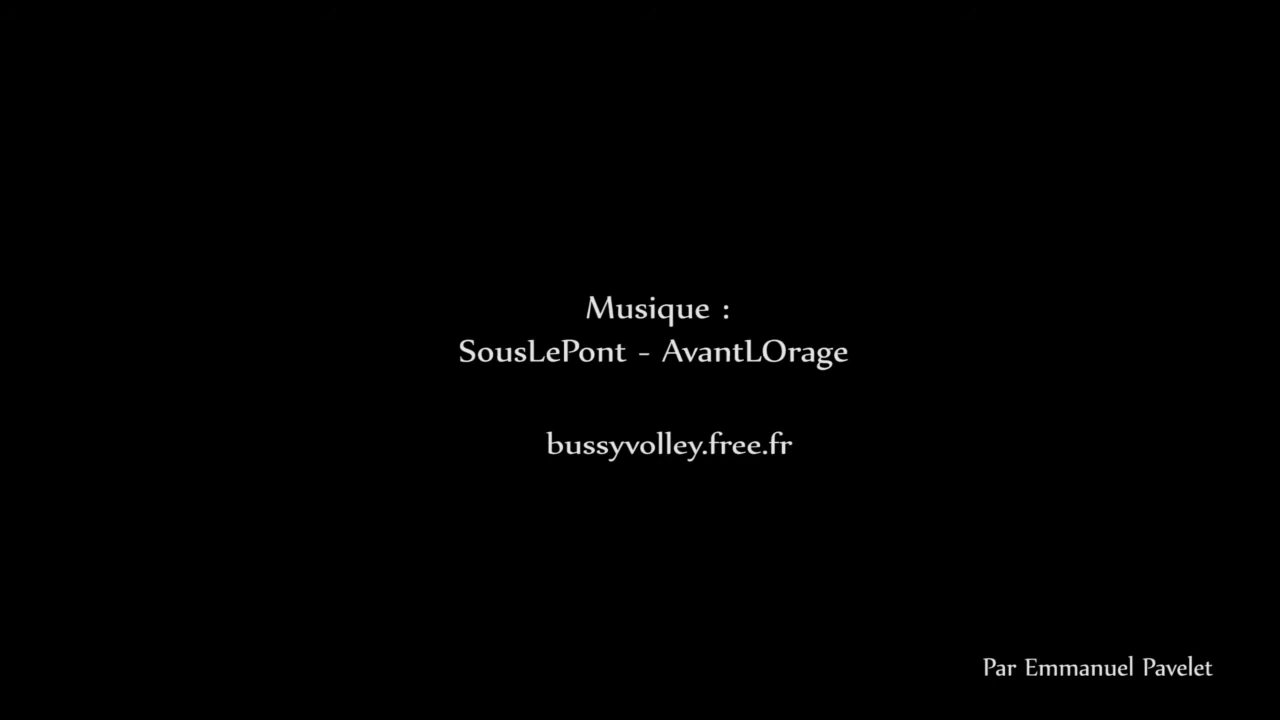 Musique :
SousLePont - AvantLOrage
bussyvolley.free.fr
Par Emmanuel Pavelet